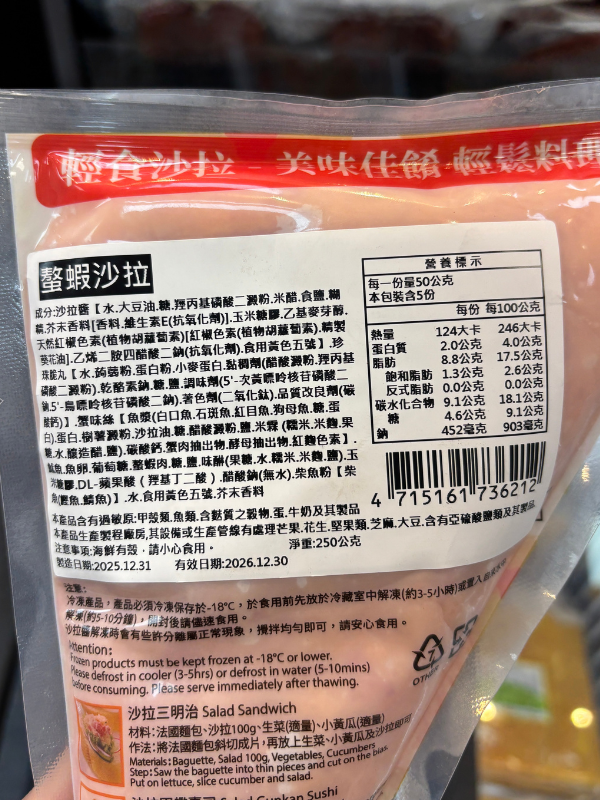 輕食沙拉 - 美味佳餚 輕鬆料
螯蝦沙拉
成分:沙拉醬【水.大豆油.糖.羥丙基磷酸二澱粉.米醋.食鹽.糊
精.芥末香料[香料.維生素E(抗氧化劑)].玉米糖膠.乙基麥芽醇.
天然紅椒色素(植物胡蘿蔔素)[紅椒色素(植物胡蘿蔔素).精製
葵花油].乙烯二胺四醋酸二鈉(抗氧化劑).食用黃色五號】.珍
珠脆丸【水.蒟蒻粉.蛋白粉.小麥蛋白.黏稠劑(醋酸澱粉.羥丙基
磷酸二澱粉).乾酪素鈉.糖.鹽.調味劑(5'-次黃嘌呤核苷磷酸二
鈉.5'-鳥嘌呤核苷磷酸二鈉).著色劑(二氧化鈦).品質改良劑(碳
酸鈣)】.蟹味絲【魚漿(白口魚.石斑魚.紅目魚.狗母魚.糖.蛋
白).蛋白.樹薯澱粉.沙拉油.糖.醋酸澱粉.鹽.米霖(糯米.米麴.果
糖.水.釀造醋.鹽).碳酸鈣.蟹肉抽出物.酵母抽出物.紅麴色素】.
魚.魚卵.葡萄糖.螯蝦肉.糖.鹽.味醂(果糖.水.糯米.米麴.鹽).玉
米糖膠.DL-蘋果酸(羥基丁二酸).醋酸鈉(無水).柴魚粉【柴
魚(鰹魚.鯖魚)】.水.食用黃色五號.芥末香料
本產品含有過敏原:甲殼類.魚類.含麩質之穀物.蛋.牛奶及其製品
本產品生產製程廠房,其設備或生產管線有處理芒果.花生.堅果類.芝麻.大豆.含有亞硫酸鹽類及其製品
注意事項:海鮮有殼,請小心食用。 淨重:250公克
製造日期:2025.12.31 有效日期:2026.12.30
營養標示
每一份量50公克
本包裝含5份
每份 每100公克
熱量 124大卡 246大卡
蛋白質 2.0公克 4.0公克
脂肪 8.8公克 17.5公克
飽和脂肪 1.3公克 2.6公克
反式脂肪 0.0公克 0.0公克
碳水化合物 9.1公克 18.1公克
糖 4.6公克 9.1公克
鈉 452毫克 903毫克
4 715161 736212
注意:
冷凍產品,產品必須冷凍保存於-18°C,於食用前先放於冷藏室中解凍(約3-5小時)或置入
解凍(約5-10分鐘),開封後請儘速食用。
沙拉醬解凍時會有些許分離屬正常現象,攪拌均勻即可,請安心食用。
Attention:
Frozen products must be kept frozen at -18°C or lower.
Please defrost in cooler (3-5hrs) or defrost in water (5-10mins)
before consuming. Please serve immediately after thawing.
7
OTHER
沙拉三明治 Salad Sandwich
材料:法國麵包、沙拉100g、生菜(適量)、小黃瓜(適量)
作法:將法國麵包斜切成片,再放上生菜、小黃瓜及沙拉即可
Materials: Baguette, Salad 100g, Vegetables, Cucumbers
Step: Saw the baguette into thin pieces and cut on the bias.
Put on lettuce, slice cucumber and salad.
Salad Gunkan Sushi